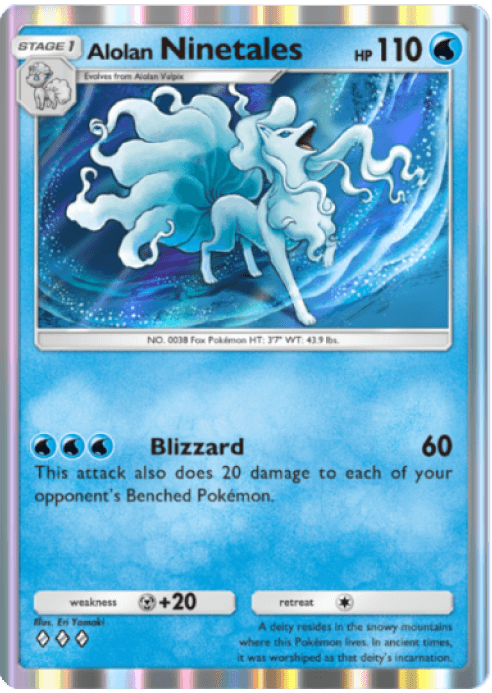 STAGE 1
Alolan Ninetales HP 110
Evolves from Alolan Vulpix
NO. 0038 Fox Pokémon HT: 3'7" WT: 43.9 lbs.
Blizzard 60
This attack also does 20 damage to each of your
opponent's Benched Pokémon.
weakness +20 retreat
Illus. Eri Yamaki
A deity resides in the snowy mountains
where this Pokémon lives. In ancient times,
it was worshiped as that deity's incarnation.